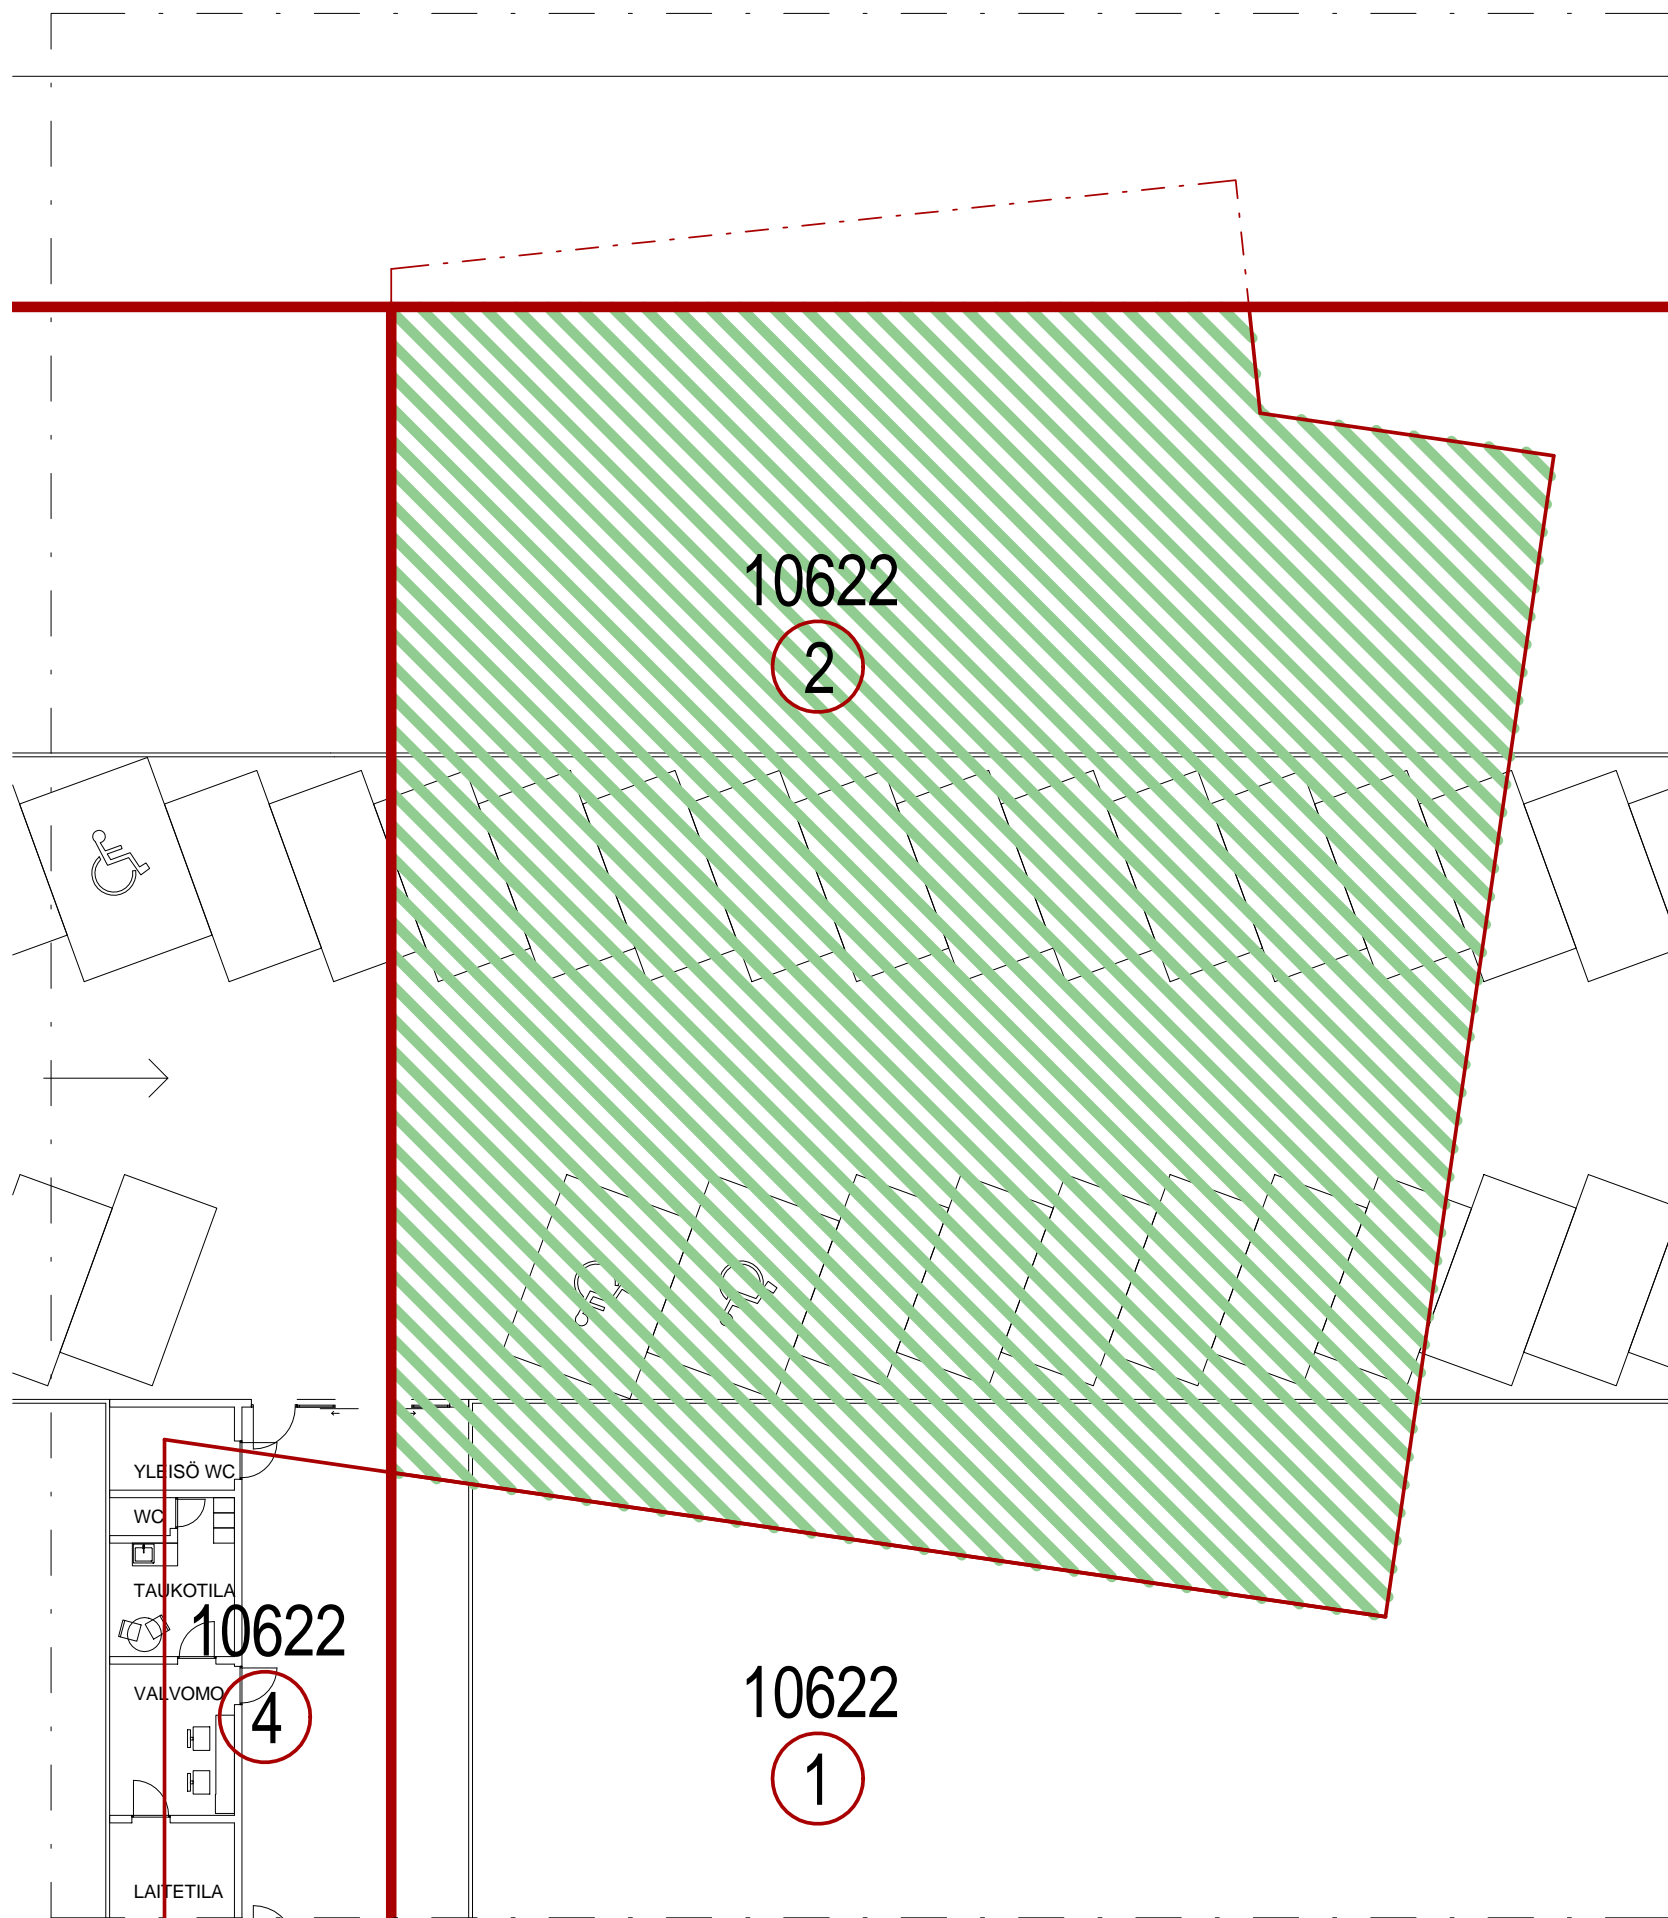 10622
2
YLEISÖ WC
WC
TAUKOTILA
10622
VALVOMO
4
10622
1
LAITETILA